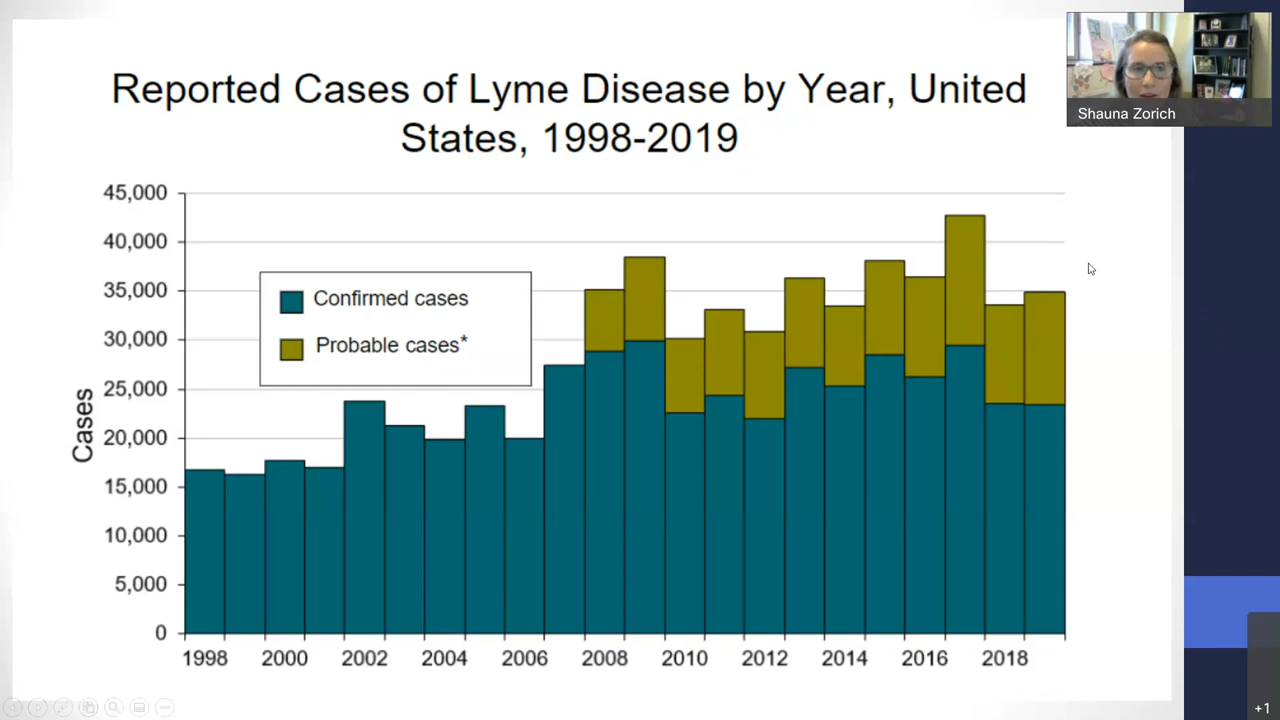 Reported Cases of Lyme Disease by Year, United
States, 1998-2019
Shauna Zorich
45,000
40,000
35,000
30,000
25,000
20,000
15,000
10,000
5,000
0
Cases
Confirmed cases
Probable cases*
1998 2000 2002 2004 2006 2008 2010 2012 2014 2016 2018
+1